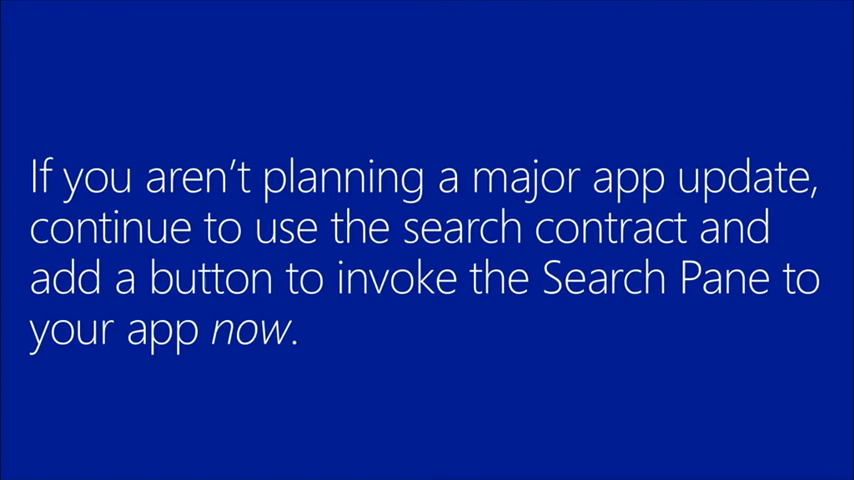 If you aren’t planning a major app update,
continue to use the search contract and
add a button to invoke the Search Pane to
your app now.